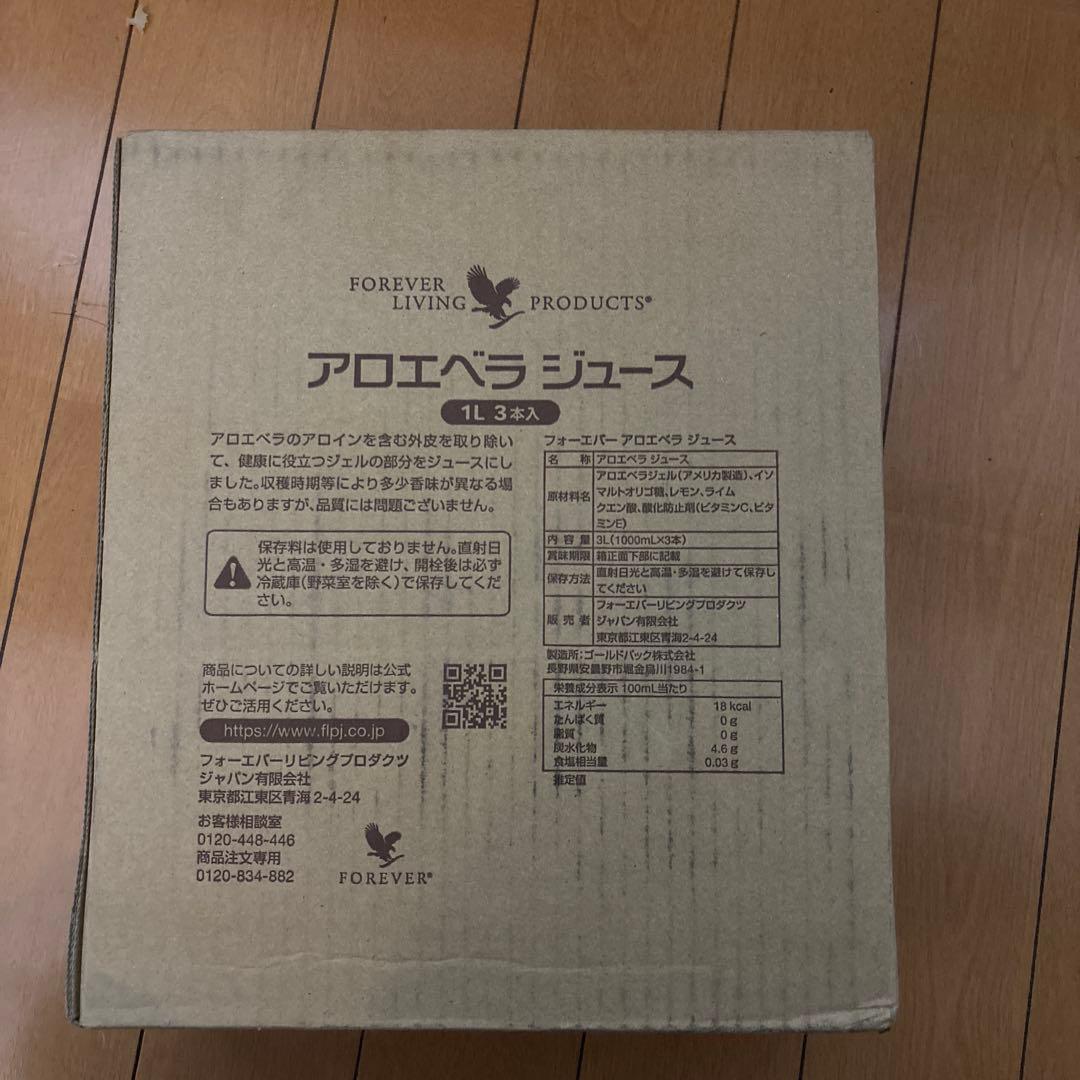 FOREVER
LIVING PRODUCTS®
アロエベラ ジュース
1L 3本入
アロエベラのアロインを含む外皮を取り除い
て、健康に役立つジェルの部分をジュースにし
ました。収穫時期等により多少香味が異なる場
合もありますが、品質には問題ございません。
保存料は使用しておりません。直射日
光と高温・多湿を避け、開栓後は必ず
冷蔵庫(野菜室を除く)で保存してくだ
さい。
商品についての詳しい説明は公式
ホームページでご覧いただけます。
ぜひご活用ください。
https://www.flpj.co.jp
フォーエバーリビングプロダクツ
ジャパン有限会社
東京都江東区青海2-4-24
お客様相談室
0120-448-446
商品注文専用
0120-834-882
FOREVER®
フォーエバー アロエベラ ジュース
名 称 アロエベラ ジュース
原材料名 アロエベラジェル(アメリカ製造)、イソ
マルトオリゴ糖、レモン、ライム
クエン酸、酸化防止剤(ビタミンC、ビタ
ミンE)
内 容 量 3L(1000mL×3本)
賞味期限 箱正面下部に記載
保存方法 直射日光と高温・多湿を避けて保存し
てください
販 売 者 フォーエバーリビングプロダクツ
ジャパン有限会社
東京都江東区青海2-4-24
製造所:ゴールドパック株式会社
長野県安曇野市堀金烏川1984-1
栄養成分表示 100mL当たり
エネルギー 18 kcal
たんぱく質 0 g
脂質 0 g
炭水化物 4.6 g
食塩相当量 0.03 g
推定値